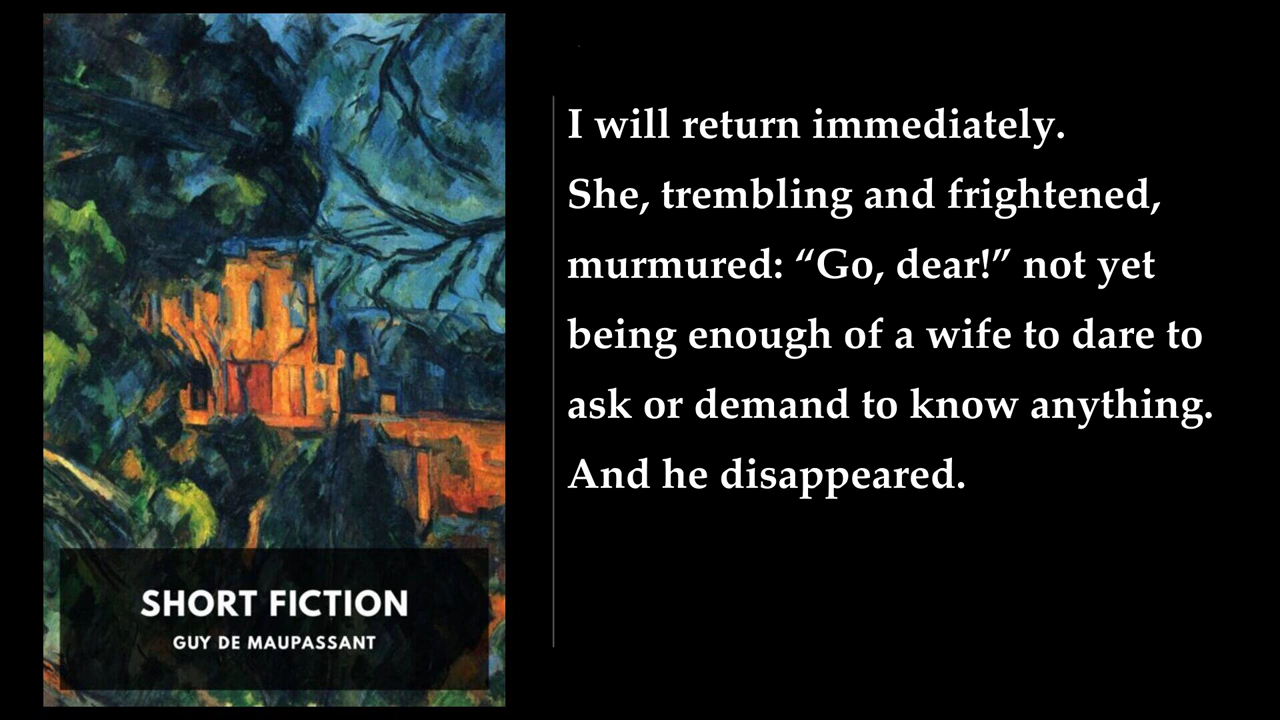 SHORT FICTION
GUY DE MAUPASSANT
I will return immediately.
She, trembling and frightened,
murmured: “Go, dear!” not yet
being enough of a wife to dare to
ask or demand to know anything.
And he disappeared.